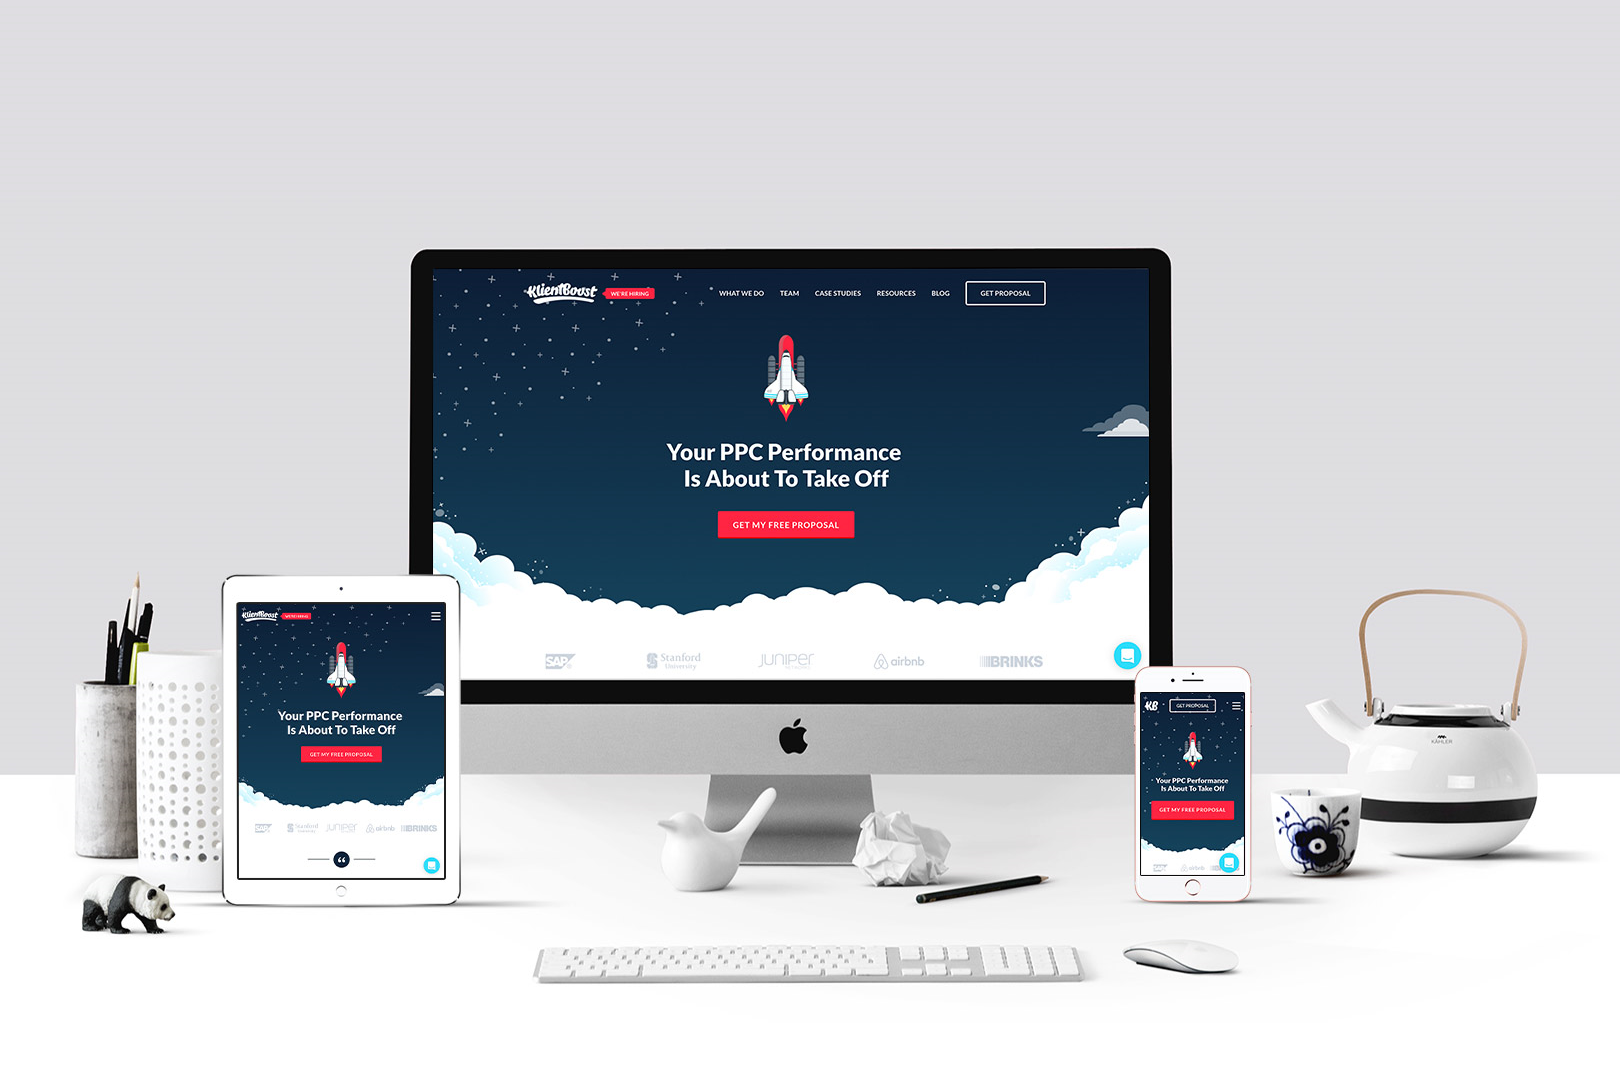 KlientBoost
WE'RE HIRING
WHAT WE DO
TEAM
CASE STUDIES
RESOURCES
BLOG
GET PROPOSAL
Your PPC Performance
Is About To Take Off
GET MY FREE PROPOSAL
SAP
Stanford
University
JUNIPER
NETWORKS
airbnb
BRINKS
KlientBoost
WE'RE HIRING
Your PPC Performance
Is About To Take Off
GET MY FREE PROPOSAL
SAP
Stanford
JUNIPER
airbnb
BRINKS
“
KB
GET PROPOSAL
Your PPC Performance
Is About To Take Off
GET MY FREE PROPOSAL
SAP
airbnb
KÄHLER